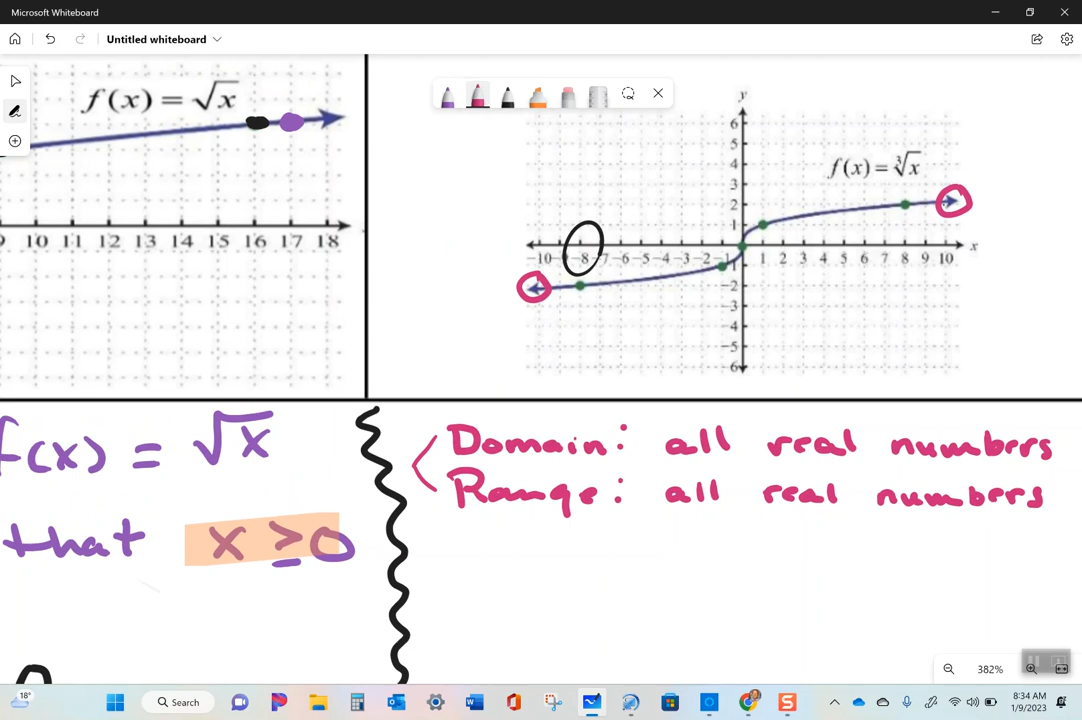 Microsoft Whiteboard
Untitled whiteboard
f(x) = √x
10 11 12 13 14 15 16 17 18
y
6
5
4
3
2
1
f(x) = ∛x
x
−10 −8 −7 −6 −5 −4 −3 −2 −1 1 2 3 4 5 6 7 8 9 10
−1
−2
−3
−4
−5
−6
f(x) = √x
that x ≥ 0
Domain: all real numbers
Range: all real numbers
382%
18°
Search
8:34 AM
1/9/2023